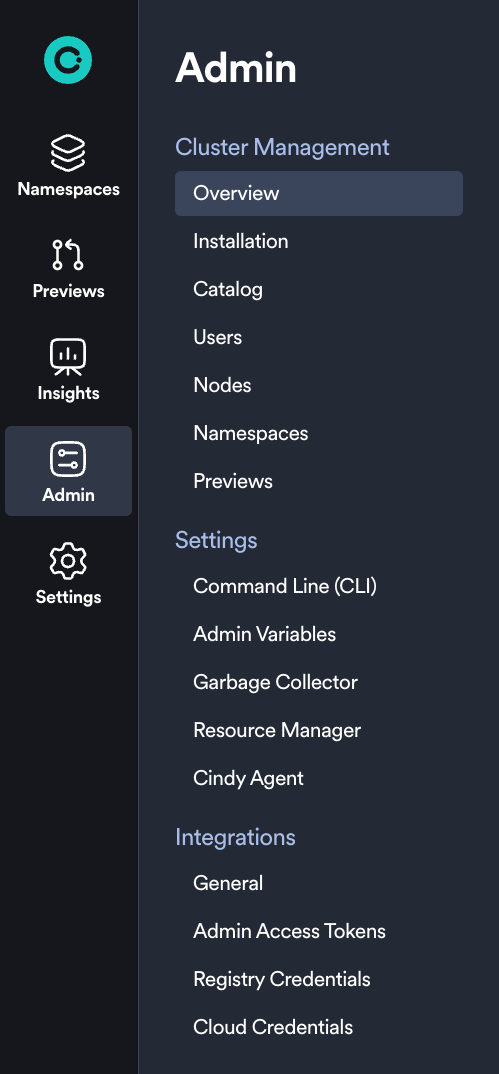 Namespaces
Previews
Insights
Admin
Settings
Admin
Cluster Management
Overview
Installation
Catalog
Users
Nodes
Namespaces
Previews
Settings
Command Line (CLI)
Admin Variables
Garbage Collector
Resource Manager
Cindy Agent
Integrations
General
Admin Access Tokens
Registry Credentials
Cloud Credentials